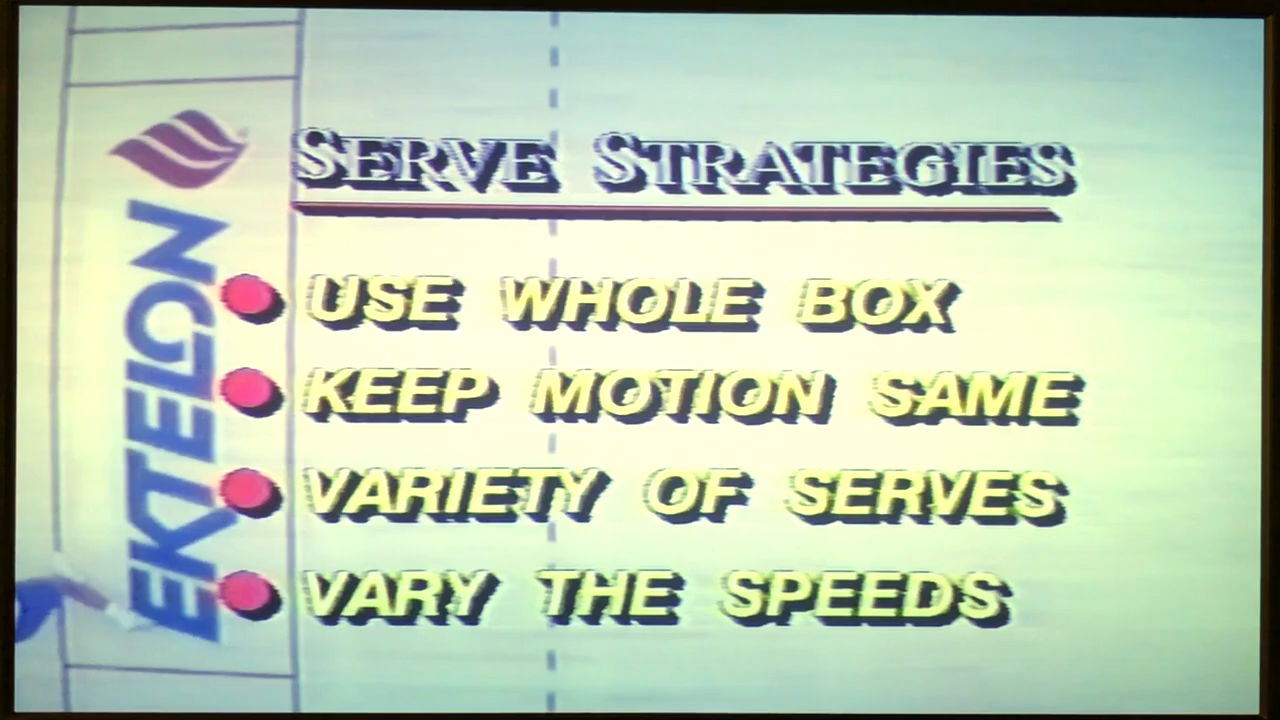 EKTELON
SERVE STRATEGIES
USE WHOLE BOX
KEEP MOTION SAME
VARIETY OF SERVES
VARY THE SPEEDS